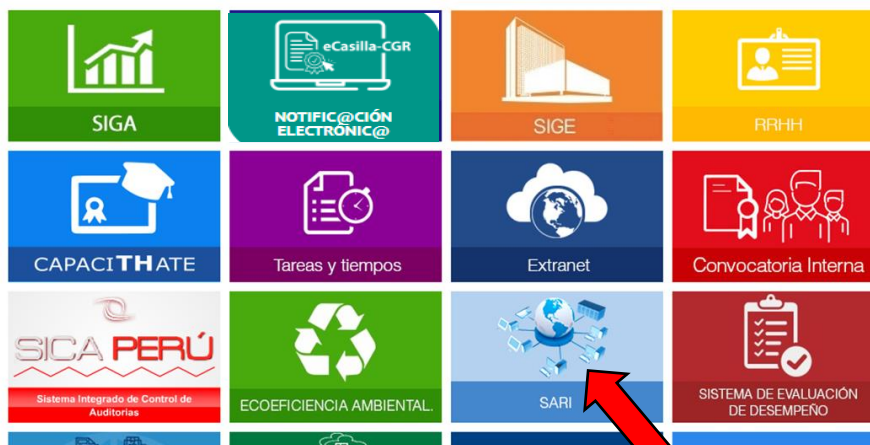 eCasilla-CGR
SIGA
NOTIFIC@CIÓN
ELECTRÓNIC@
SIGE
RRHH
CAPACITHATE
Tareas y tiempos
Extranet
Convocatoria Interna
SICA PERÚ
Sistema Integrado de Control de
Auditorias
ECOEFICIENCIA AMBIENTAL.
SARI
SISTEMA DE EVALUACIÓN
DE DESEMPEÑO